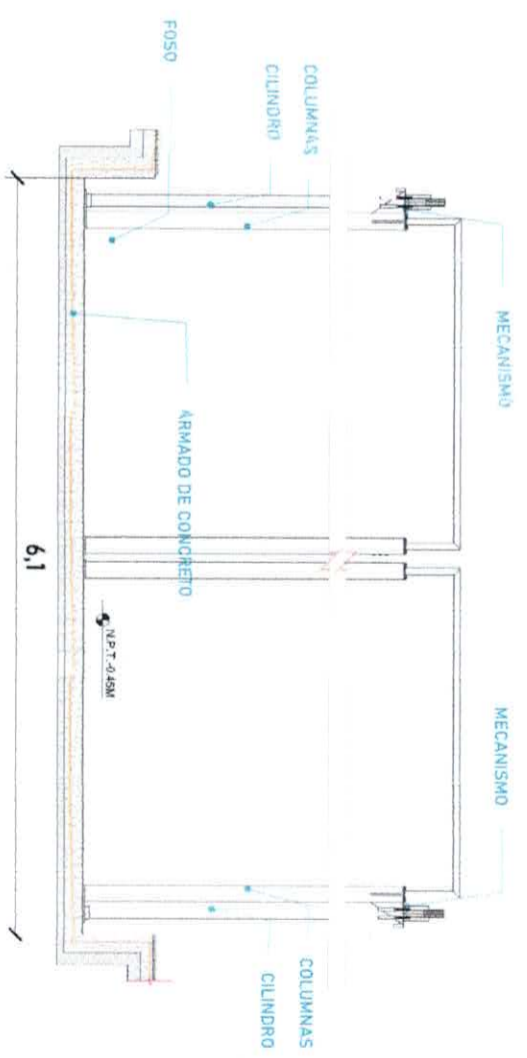 MECANISMO
MECANISMO
COLUMNAS
CILINDRO
FOSO
COLUMNAS
CILINDRO
ARMADO DE CONCRETO
N.P.T.-0.45M
6,1